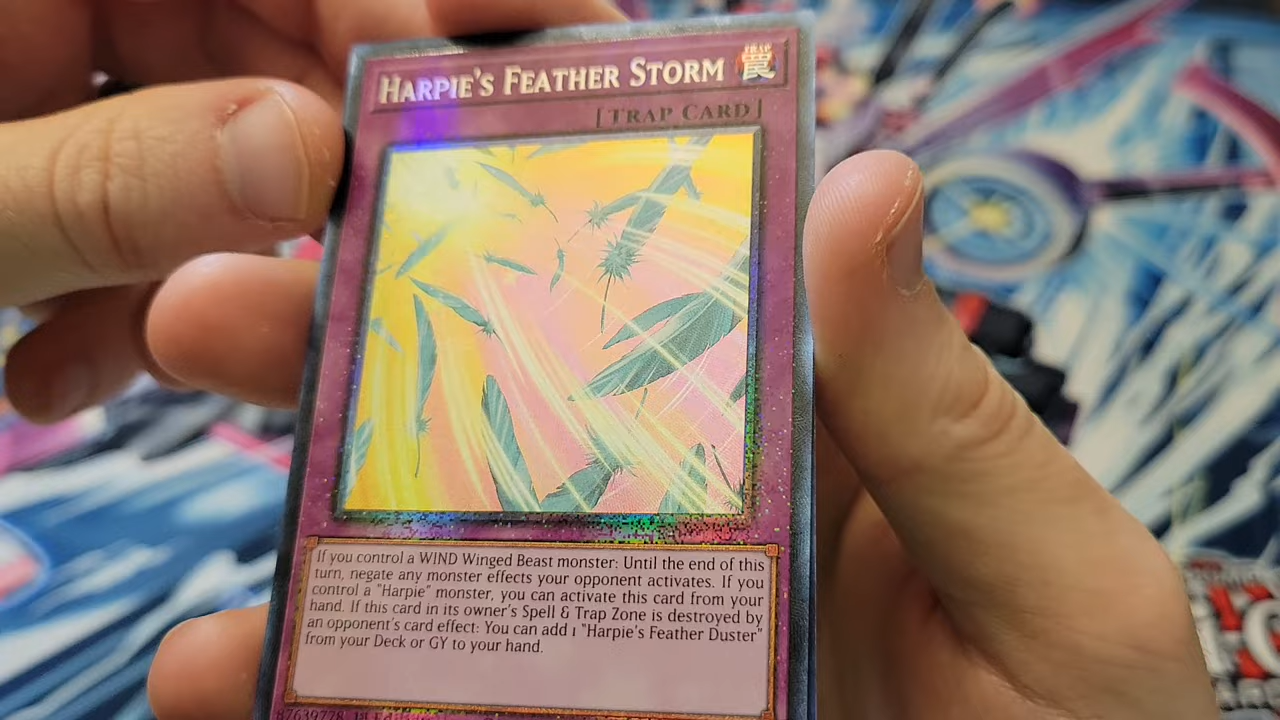 HARPIE'S FEATHER STORM
TRAP
罠
[TRAP CARD]
If you control a WIND Winged Beast monster: Until the end of this
turn, negate any monster effects your opponent activates. If you
control a "Harpie" monster, you can activate this card from your
hand. If this card in its owner's Spell & Trap Zone is destroyed by
an opponent's card effect: You can add 1 "Harpie's Feather Duster"
from your Deck or GY to your hand.
87639778